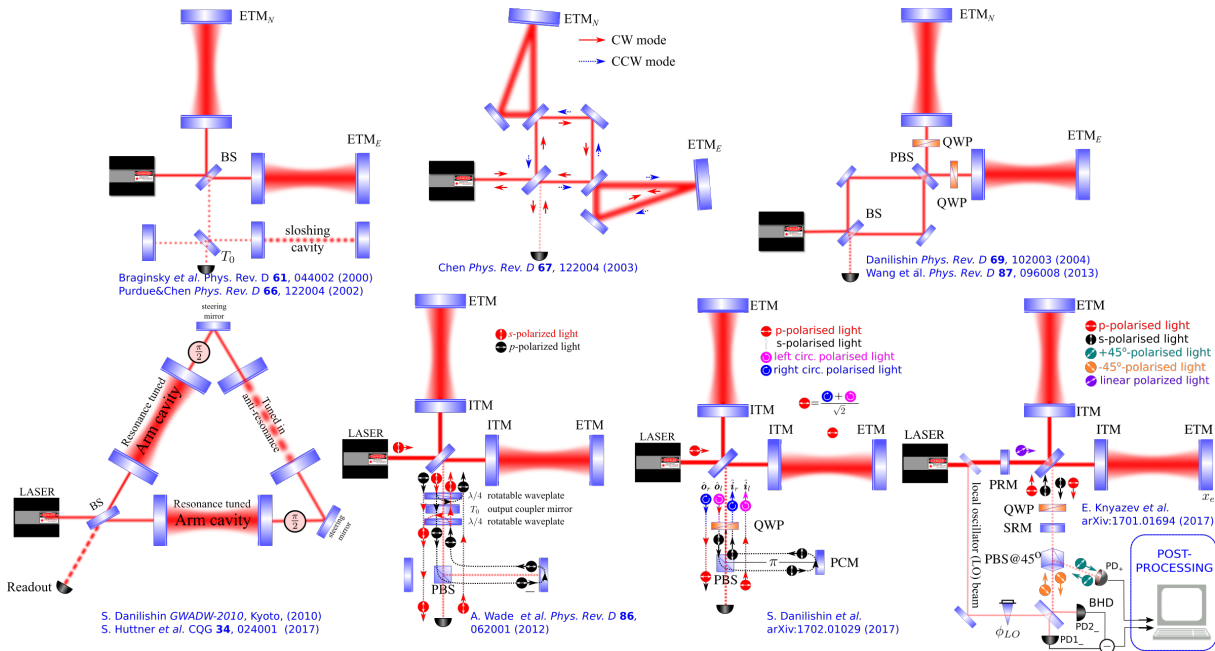 ETM_N
BS
ETM_E
T_0
sloshing
cavity
Braginsky et al. Phys. Rev. D 61, 044002 (2000)
Purdue&Chen Phys. Rev. D 66, 122004 (2002)
ETM_N
CW mode
CCW mode
ETM_E
Chen Phys. Rev. D 67, 122004 (2003)
ETM_N
QWP
PBS
ETM_E
QWP
BS
Danilishin Phys. Rev. D 69, 102003 (2004)
Wang et ál. Phys. Rev. D 87, 096008 (2013)
steering
mirror
π/2
Resonance tuned
Arm cavity
Tuned in
anti-resonance
LASER
BS
Resonance tuned
Arm cavity
π/2
steering
mirror
Readout
S. Danilishin GWADW-2010, Kyoto, (2010)
S. Huttner et al. CQG 34, 024001 (2017)
ETM
s-polarized light
p-polarized light
ITM
LASER
ITM
ETM
λ/4 rotatable waveplate
T_0 output coupler mirror
λ/4 rotatable waveplate
PBS
−
A. Wade et al. Phys. Rev. D 86,
062001 (2012)
ETM
p-polarised light
s-polarised light
left circ. polarised light
right circ. polarised light
= + / √2
ITM
LASER
ITM
ETM
ô_r ô_l î_r î_l
QWP
π
PCM
PBS
S. Danilishin et al.
arXiv:1702.01029 (2017)
ETM
p-polarised light
s-polarised light
+45°-polarised light
-45°-polarised light
linear polarized light
ITM
LASER
ITM
ETM
PRM
x_e
QWP
E. Knyazev et al.
arXiv:1701.01694 (2017)
SRM
local oscillator (LO) beam
PBS@45°
PD_+
POST-
PROCESSING
BHD
PD2_-
ϕ_LO
PD1_-
−